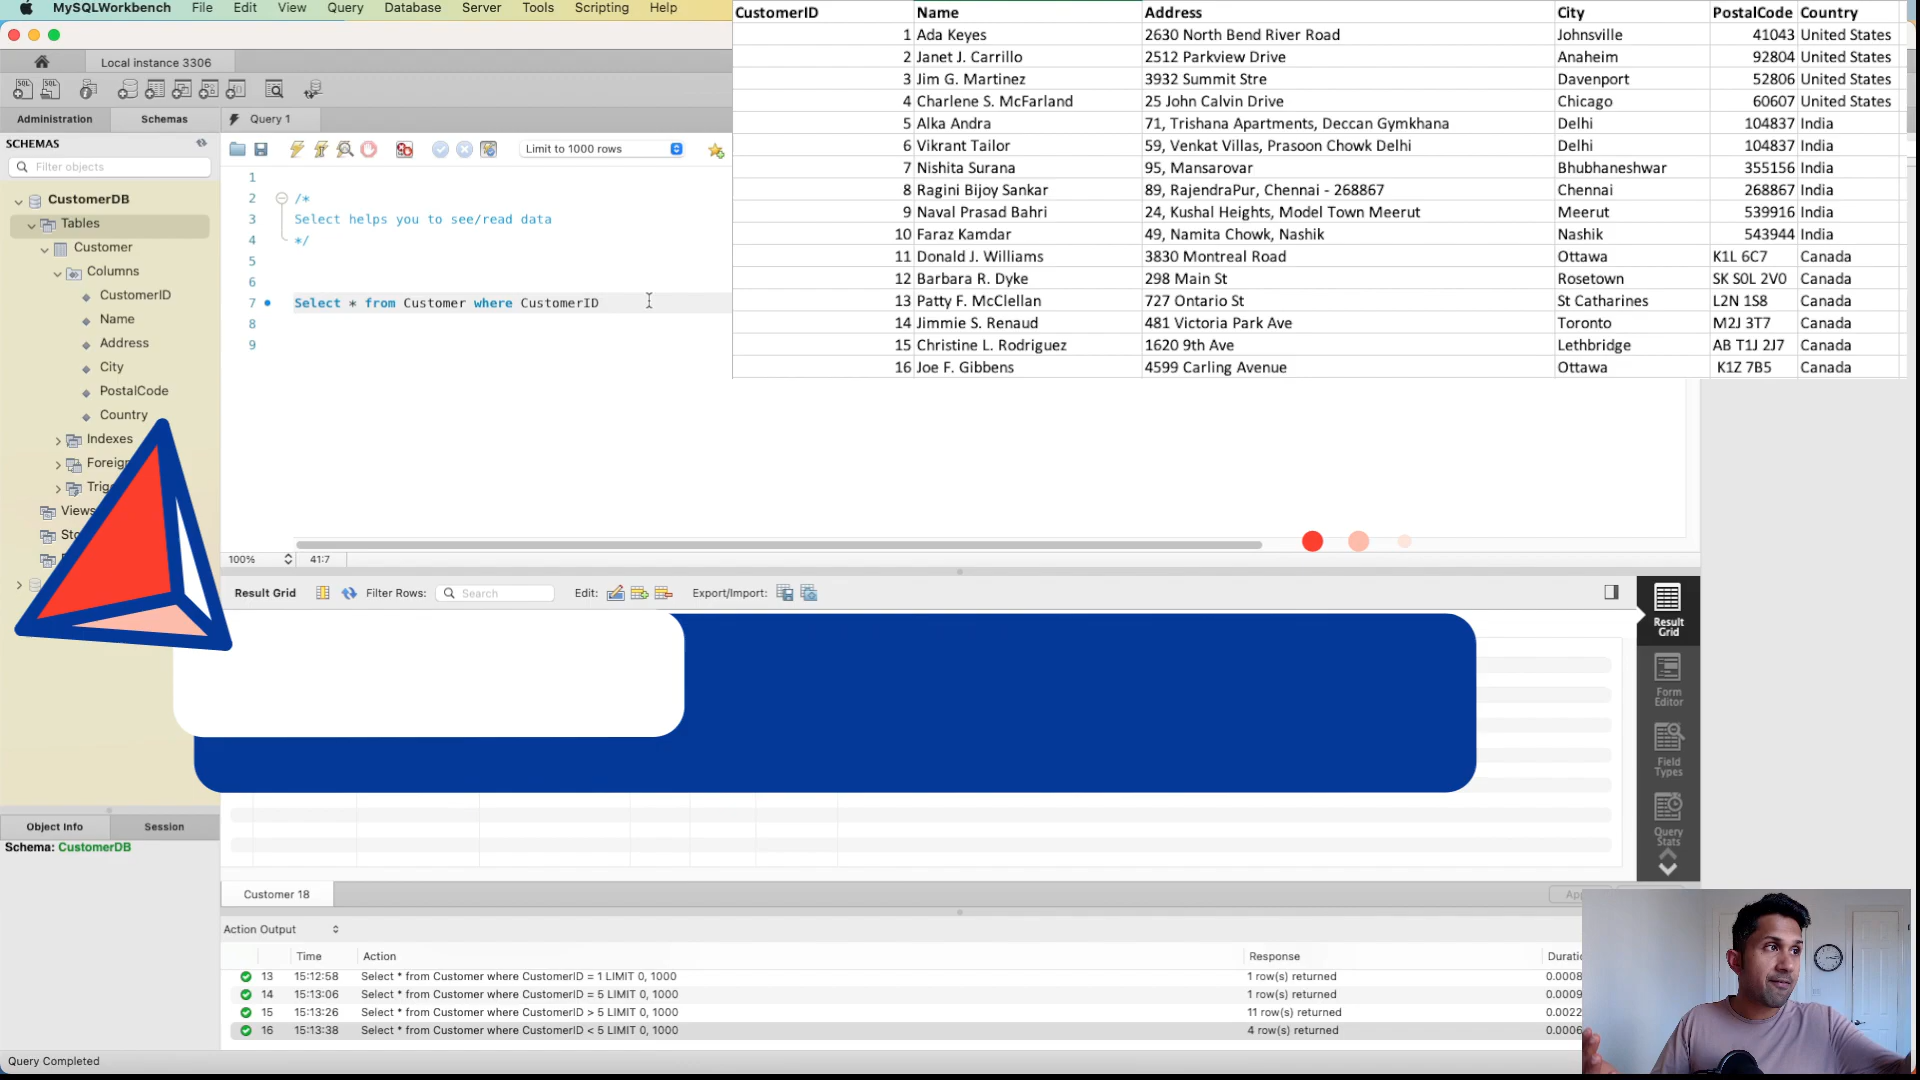 MySQLWorkbench File Edit View Query Database Server Tools Scripting Help
Local instance 3306
Administration Schemas Query 1
SCHEMAS
Filter objects
Limit to 1000 rows
CustomerDB
Tables
Customer
Columns
CustomerID
Name
Address
City
PostalCode
Country
Indexes
Foreign
Trig
Views
Sto
1
2 /*
3 Select helps you to see/read data
4 */
5
6
7 Select * from Customer where CustomerID
8
9
CustomerID Name Address City PostalCode Country
1 Ada Keyes 2630 North Bend River Road Johnsville 41043 United States
2 Janet J. Carrillo 2512 Parkview Drive Anaheim 92804 United States
3 Jim G. Martinez 3932 Summit Stre Davenport 52806 United States
4 Charlene S. McFarland 25 John Calvin Drive Chicago 60607 United States
5 Alka Andra 71, Trishana Apartments, Deccan Gymkhana Delhi 104837 India
6 Vikrant Tailor 59, Venkat Villas, Prasoon Chowk Delhi Delhi 104837 India
7 Nishita Surana 95, Mansarovar Bhubhaneshwar 355156 India
8 Ragini Bijoy Sankar 89, RajendraPur, Chennai - 268867 Chennai 268867 India
9 Naval Prasad Bahri 24, Kushal Heights, Model Town Meerut Meerut 539916 India
10 Faraz Kamdar 49, Namita Chowk, Nashik Nashik 543944 India
11 Donald J. Williams 3830 Montreal Road Ottawa K1L 6C7 Canada
12 Barbara R. Dyke 298 Main St Rosetown SK S0L 2V0 Canada
13 Patty F. McClellan 727 Ontario St St Catharines L2N 1S8 Canada
14 Jimmie S. Renaud 481 Victoria Park Ave Toronto M2J 3T7 Canada
15 Christine L. Rodriguez 1620 9th Ave Lethbridge AB T1J 2J7 Canada
16 Joe F. Gibbens 4599 Carling Avenue Ottawa K1Z 7B5 Canada
100% 41:7
Result Grid Filter Rows: Search Edit: Export/Import:
Result Grid
Form Editor
Field Types
Query Stats
Object Info Session
Schema: CustomerDB
Customer 18
App
Action Output
Time Action Response Duratio
13 15:12:58 Select * from Customer where CustomerID = 1 LIMIT 0, 1000 1 row(s) returned 0.0008
14 15:13:06 Select * from Customer where CustomerID = 5 LIMIT 0, 1000 1 row(s) returned 0.0009
15 15:13:26 Select * from Customer where CustomerID > 5 LIMIT 0, 1000 11 row(s) returned 0.0022
16 15:13:38 Select * from Customer where CustomerID < 5 LIMIT 0, 1000 4 row(s) returned 0.0006
Query Completed